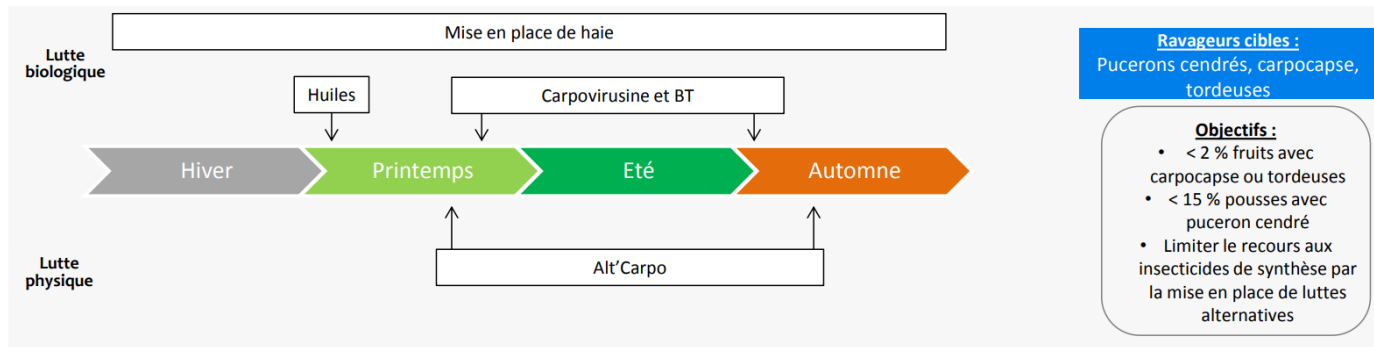 Mise en place de haie
Lutte
biologique
Huiles
Carpovirusine et BT
Hiver
Printemps
Eté
Automne
Lutte
physique
Alt'Carpo
Ravageurs cibles :
Pucerons cendrés, carpocapse,
tordeuses
Objectifs :
• < 2 % fruits avec
carpocapse ou tordeuses
• < 15 % pousses avec
puceron cendré
• Limiter le recours aux
insecticides de synthèse par
la mise en place de luttes
alternatives